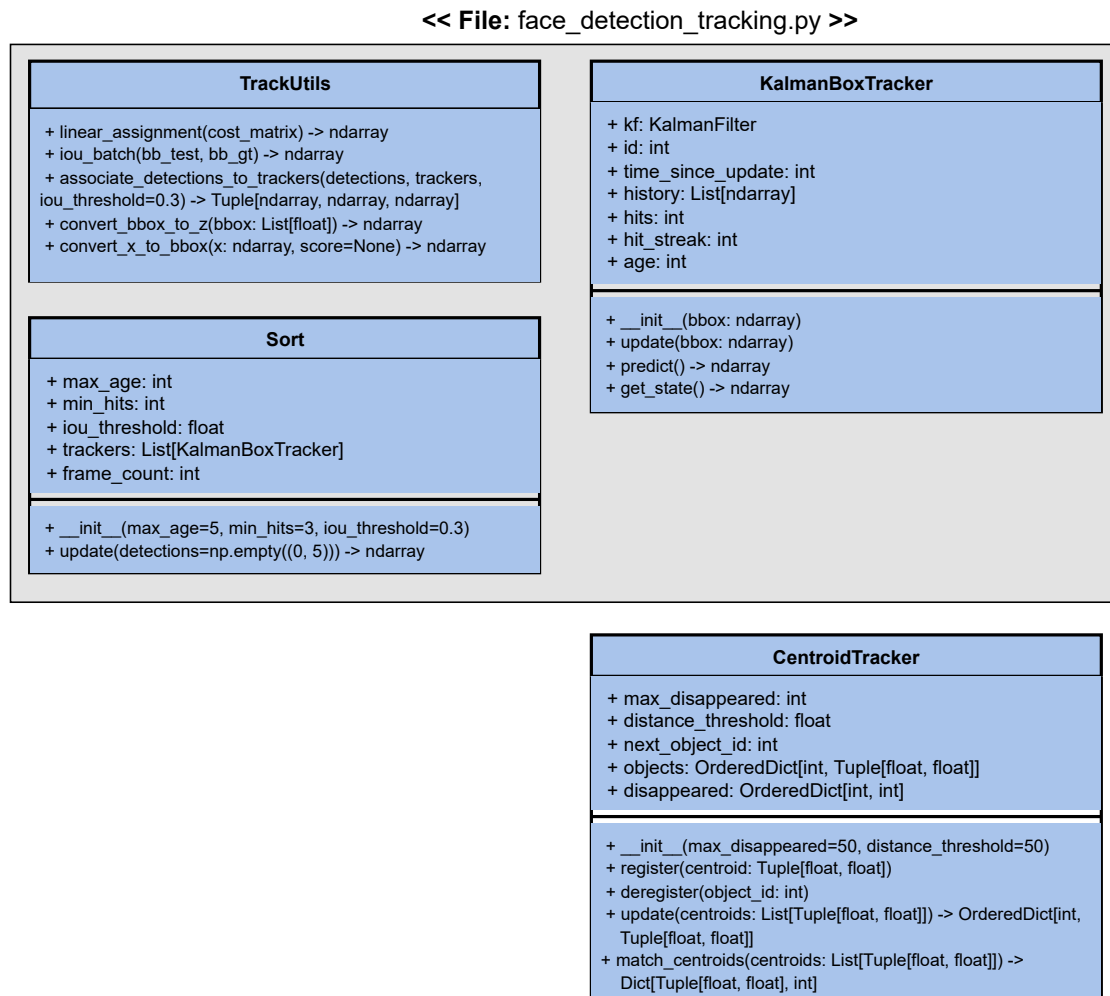 << File: face_detection_tracking.py >>
TrackUtils
+ linear_assignment(cost_matrix) -> ndarray
+ iou_batch(bb_test, bb_gt) -> ndarray
+ associate_detections_to_trackers(detections, trackers,
iou_threshold=0.3) -> Tuple[ndarray, ndarray, ndarray]
+ convert_bbox_to_z(bbox: List[float]) -> ndarray
+ convert_x_to_bbox(x: ndarray, score=None) -> ndarray
KalmanBoxTracker
+ kf: KalmanFilter
+ id: int
+ time_since_update: int
+ history: List[ndarray]
+ hits: int
+ hit_streak: int
+ age: int
+ __init__(bbox: ndarray)
+ update(bbox: ndarray)
+ predict() -> ndarray
+ get_state() -> ndarray
Sort
+ max_age: int
+ min_hits: int
+ iou_threshold: float
+ trackers: List[KalmanBoxTracker]
+ frame_count: int
+ __init__(max_age=5, min_hits=3, iou_threshold=0.3)
+ update(detections=np.empty((0, 5))) -> ndarray
CentroidTracker
+ max_disappeared: int
+ distance_threshold: float
+ next_object_id: int
+ objects: OrderedDict[int, Tuple[float, float]]
+ disappeared: OrderedDict[int, int]
+ __init__(max_disappeared=50, distance_threshold=50)
+ register(centroid: Tuple[float, float])
+ deregister(object_id: int)
+ update(centroids: List[Tuple[float, float]]) -> OrderedDict[int,
Tuple[float, float]]
+ match_centroids(centroids: List[Tuple[float, float]]) ->
Dict[Tuple[float, float], int]